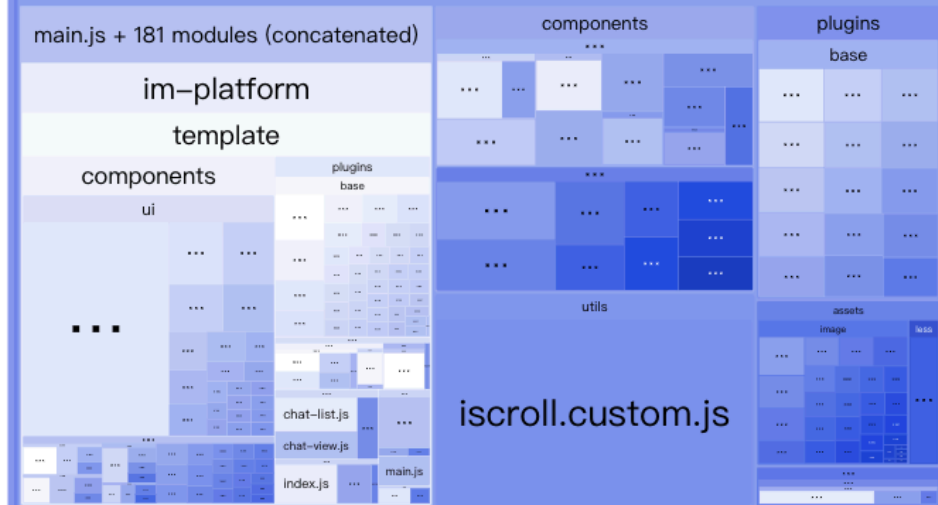 main.js + 181 modules (concatenated)
im-platform
template
components
ui
plugins
base
chat-list.js
chat-view.js
index.js
main.js
components
utils
iscroll.custom.js
plugins
base
assets
image
less